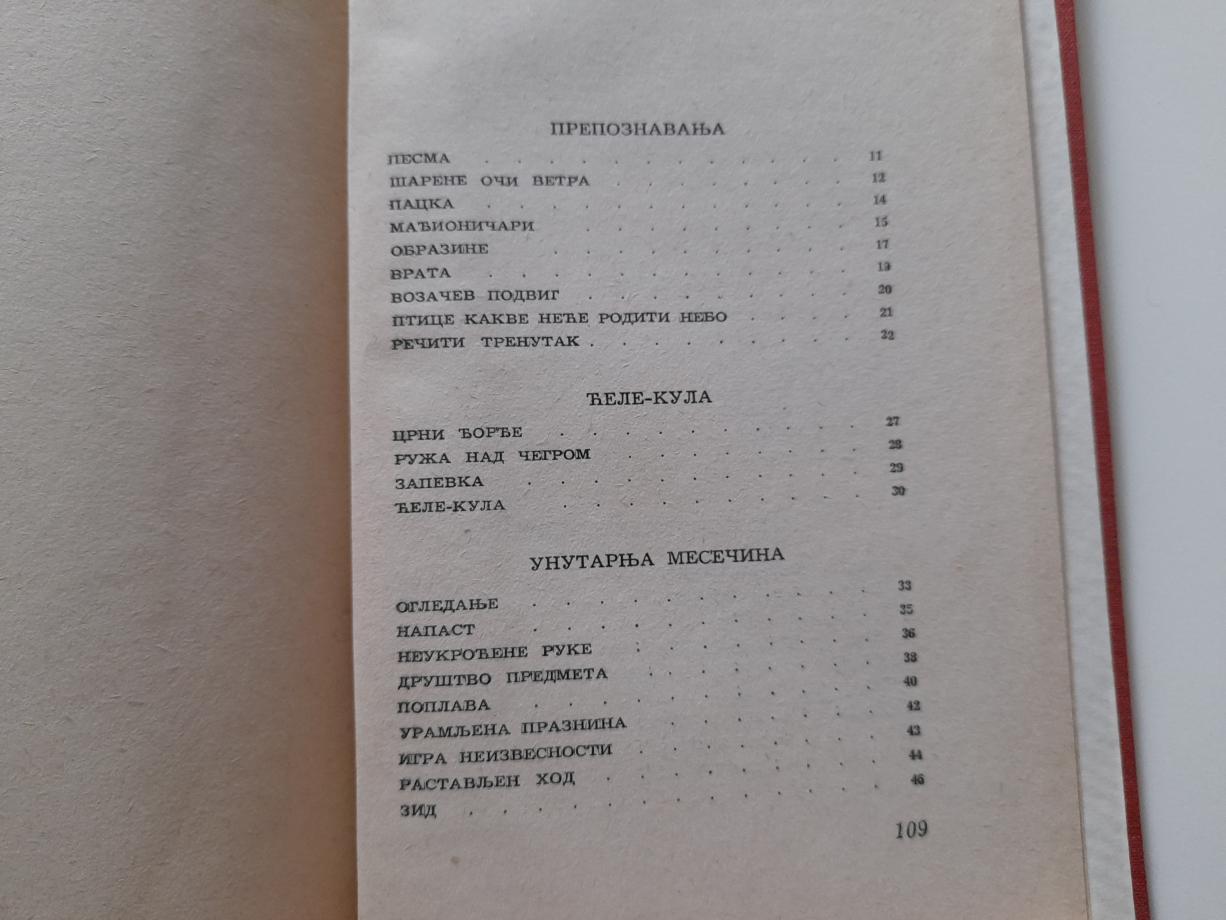 ПРЕПОЗНАВАЊА
ПЕСМА . . . . . . . . . . . . 11
ШАРЕНЕ ОЧИ ВЕТРА . . . . . . . . 12
ПАЦКА . . . . . . . . . . . . 14
МАЂИОНИЧАРИ . . . . . . . . . 15
ОБРАЗИНЕ . . . . . . . . . . 17
ВРАТА . . . . . . . . . . . . 19
ВОЗАЧЕВ ПОДВИГ . . . . . . . . . 20
ПТИЦЕ КАКВЕ НЕЋЕ РОДИТИ НЕБО . . . . 21
РЕЧИТИ ТРЕНУТАК . . . . . . . . . 22
ЋЕЛЕ-КУЛА
ЦРНИ ЂОРЂЕ . . . . . . . . . . 27
РУЖА НАД ЧЕГРОМ . . . . . . . . 28
ЗАПЕВКА . . . . . . . . . . . 29
ЋЕЛЕ-КУЛА . . . . . . . . . . 30
УНУТАРЊА МЕСЕЧИНА
ОГЛЕДАЊЕ . . . . . . . . . . . 33
НАПАСТ . . . . . . . . . . . 35
НЕУКРОЋЕНЕ РУКЕ . . . . . . . . 36
ДРУШТВО ПРЕДМЕТА . . . . . . . . 38
ПОПЛАВА . . . . . . . . . . . 40
УРАМЉЕНА ПРАЗНИНА . . . . . . . 42
ИГРА НЕИЗВЕСНОСТИ . . . . . . . . 43
РАСТАВЉЕН ХОД . . . . . . . . . 44
ЗИД . . . . . . . . . . . . . 46
109